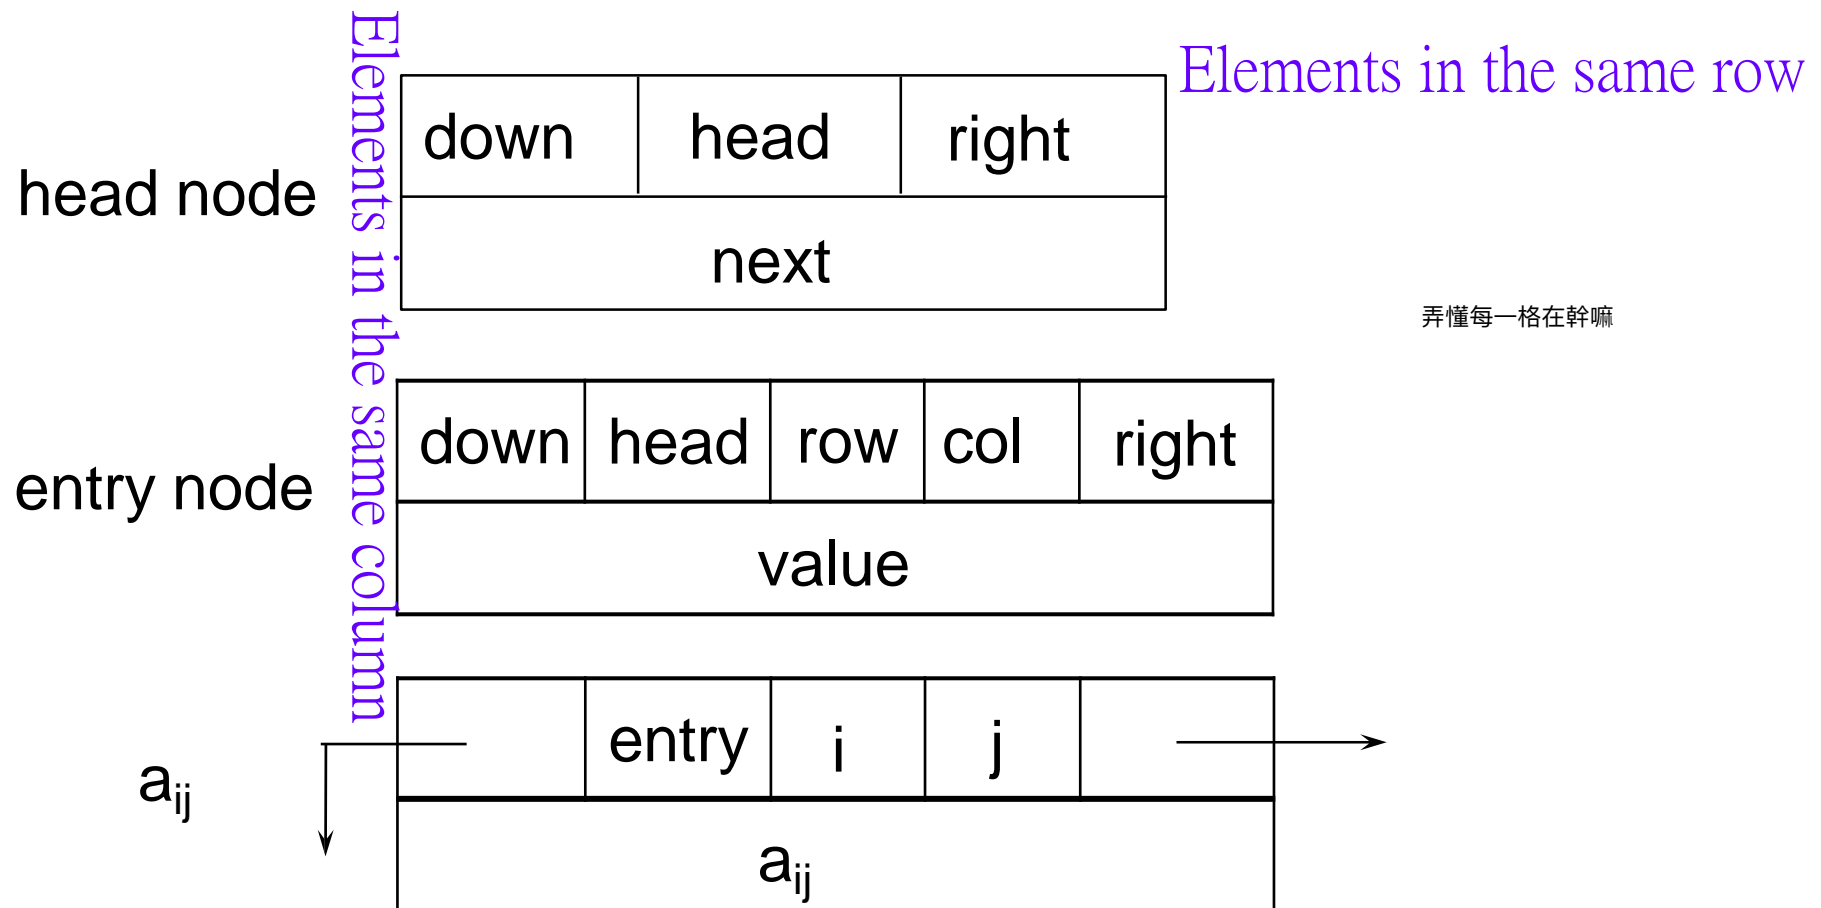 Elements in the same row
Elements in the same column
head node
down head right
next
弄懂每一格在幹嘛
entry node
down head row col right
value
aij
entry i j
aij